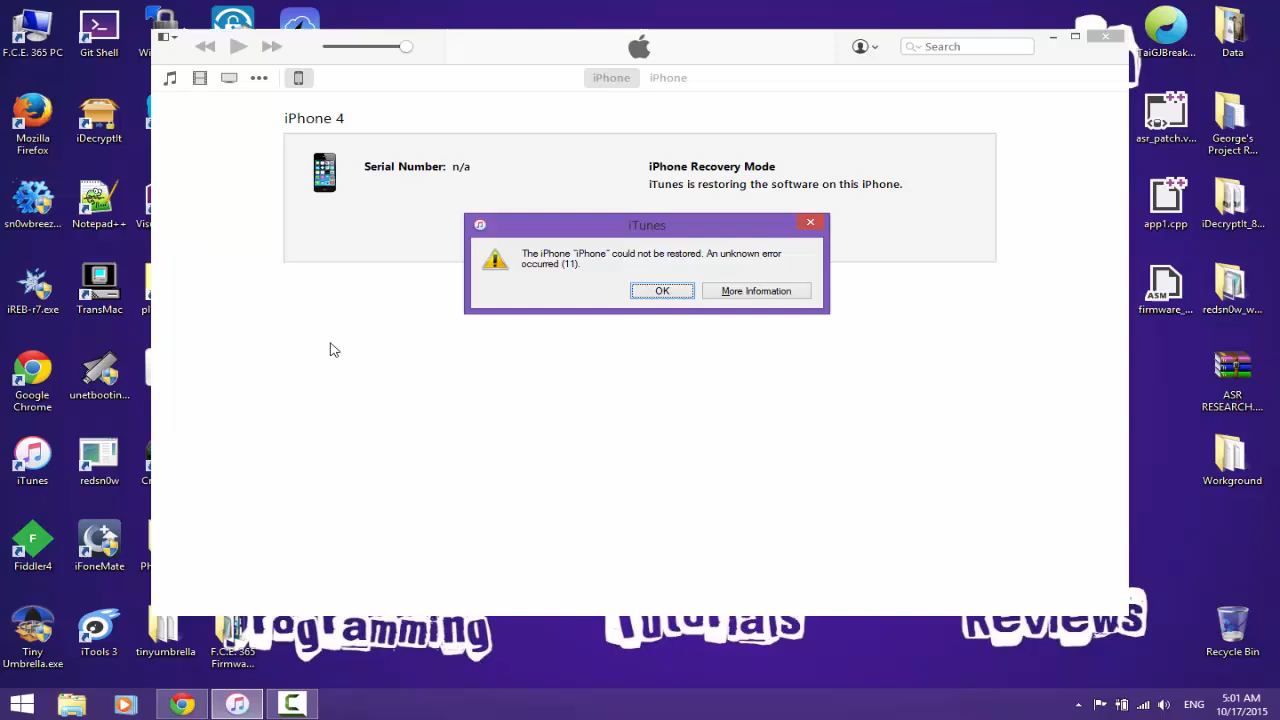 F.C.E. 365 PC
Git Shell
TaiGJBreak...
Data
Search
iPhone
iPhone
iPhone 4
Serial Number: n/a
iPhone Recovery Mode
iTunes is restoring the software on this iPhone.
iTunes
The iPhone "iPhone" could not be restored. An unknown error
occurred (11).
OK
More Information
Mozilla
Firefox
iDecryptIt
asr_patch.v...
George's
Project R...
sn0wbreez...
Notepad++
app1.cpp
iDecryptIt_8...
iREB-r7.exe
TransMac
firmware_...
ASM
redsn0w_w...
Google
Chrome
unetbootin...
ASR
RESEARCH....
iTunes
redsn0w
Workground
F
Fiddler4
iFoneMate
Programming
Tutorials
Reviews
Tiny
Umbrella.exe
iTools 3
tinyumbrella
F.C.E. 365
Firmwa...
Recycle Bin
ENG
5:01 AM
10/17/2015